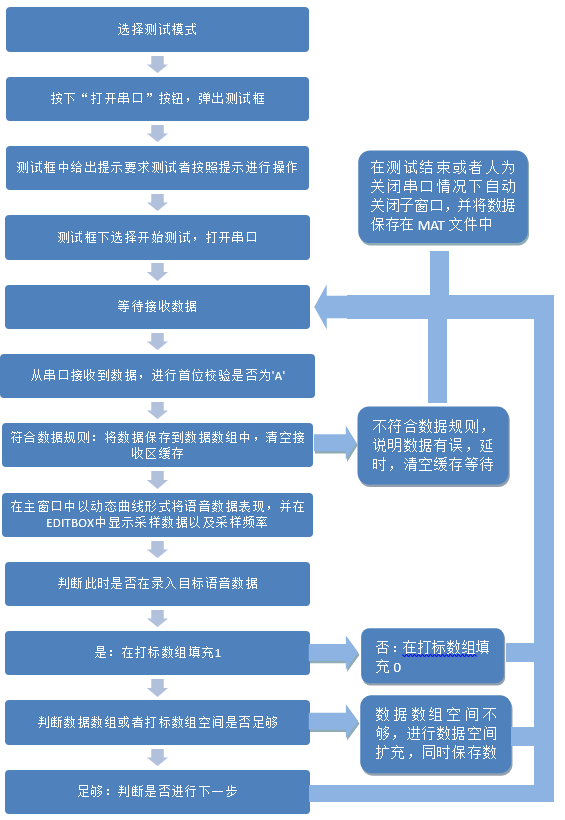 选择测试模式
按下“打开串口”按钮，弹出测试框
测试框中给出提示要求测试者按照提示进行操作
测试框下选择开始测试，打开串口
等待接收数据
从串口接收到数据，进行首位校验是否为'A'
符合数据规则：将数据保存到数据数组中，清空接
收区缓存
在主窗口中以动态曲线形式将语音数据表现，并在
EDITBOX中显示采样数据以及采样频率
判断此时是否在录入目标语音数据
是：在打标数组填充1
判断数据数组或者打标数组空间是否足够
足够：判断是否进行下一步
在测试结束或者人为
关闭串口情况下自动
关闭子窗口，并将数据
保存在 MAT 文件中
不符合数据规则，
说明数据有误，延
时，清空缓存等待
否：在打标数组填
充 0
数据数组空间不
够，进行数据空间
扩充，同时保存数